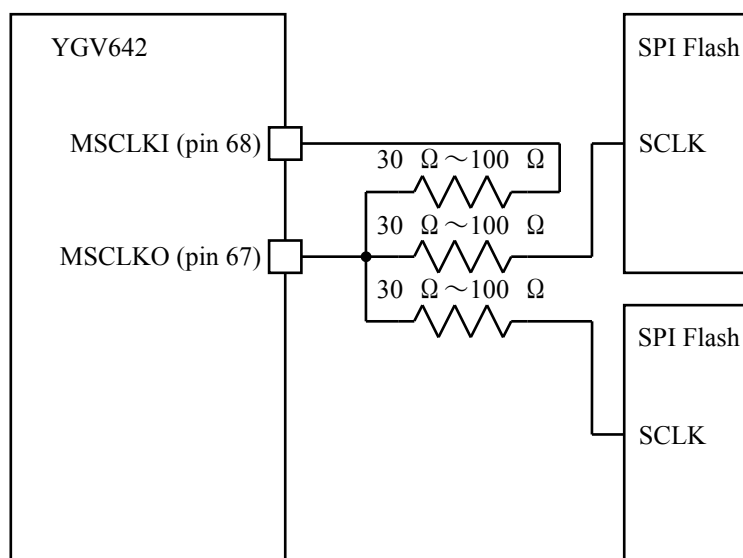 YGV642
SPI Flash
MSCLKI (pin 68)
SCLK
30 Ω～100 Ω
30 Ω～100 Ω
MSCLKO (pin 67)
30 Ω～100 Ω
SPI Flash
SCLK